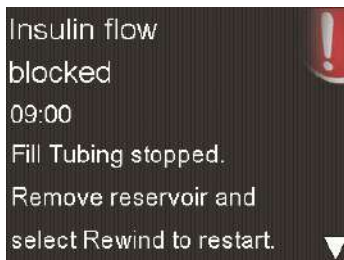 Insulin flow
blocked
09:00
Fill Tubing stopped.
Remove reservoir and
select Rewind to restart.